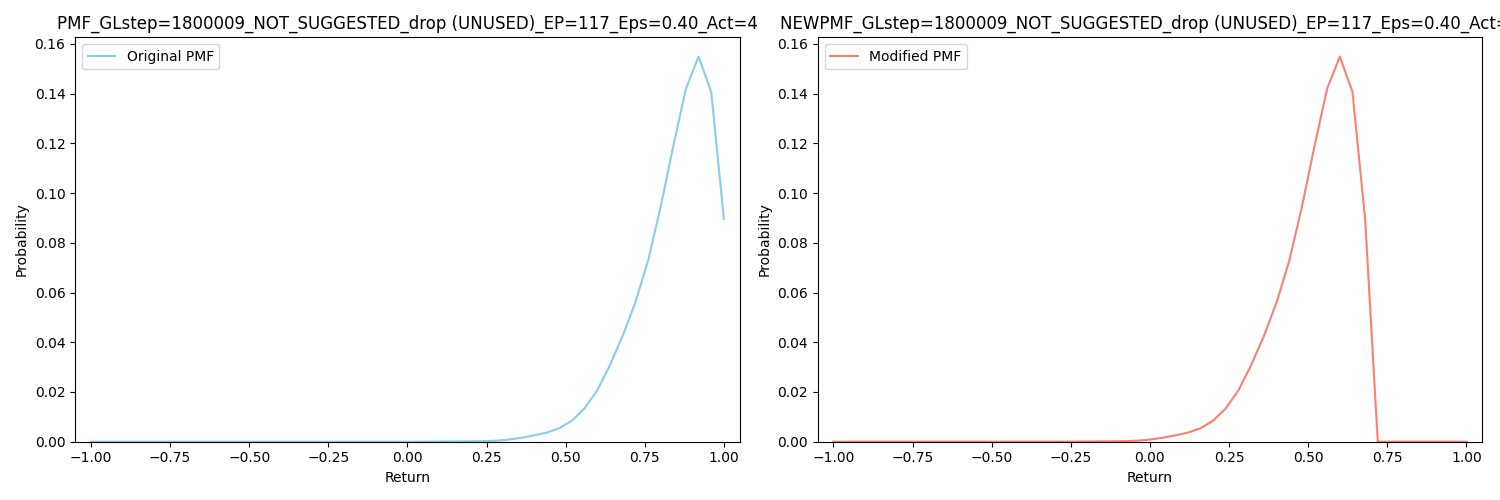 PMF_GLstep=1800009_NOT_SUGGESTED_drop (UNUSED)_EP=117_Eps=0.40_Act=4
Original PMF
0.16
0.14
0.12
0.10
0.08
0.06
0.04
0.02
0.00
Probability
−1.00 −0.75 −0.50 −0.25 0.00 0.25 0.50 0.75 1.00
Return
NEWPMF_GLstep=1800009_NOT_SUGGESTED_drop (UNUSED)_EP=117_Eps=0.40_Act=
Modified PMF
0.16
0.14
0.12
0.10
0.08
0.06
0.04
0.02
0.00
Probability
−1.00 −0.75 −0.50 −0.25 0.00 0.25 0.50 0.75 1.00
Return